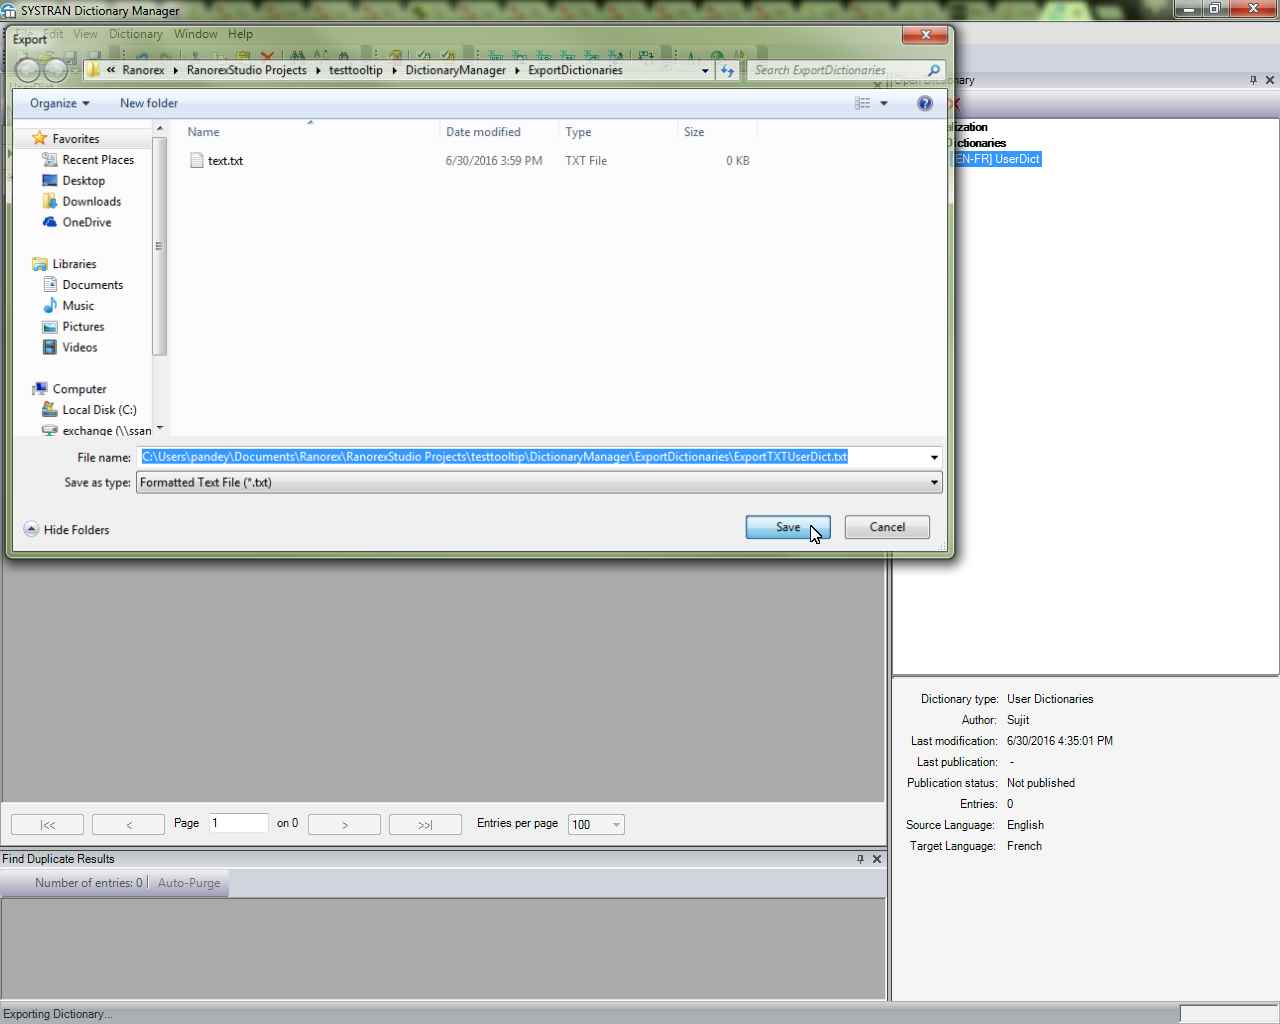 SYSTRAN Dictionary Manager
Edit View Dictionary Window Help
Export
« Ranorex RanorexStudio Projects testtooltip DictionaryManager ExportDictionaries
Search ExportDictionaries
Organize New folder
Favorites
Recent Places
Desktop
Downloads
OneDrive
Libraries
Documents
Music
Pictures
Videos
Computer
Local Disk (C:)
exchange (\\ssan
Name Date modified Type Size
text.txt 6/30/2016 3:59 PM TXT File 0 KB
File name: C:\Users\pandey\Documents\Ranorex\RanorexStudio Projects\testtooltip\DictionaryManager\ExportDictionaries\ExportTXTUserDict.txt
Save as type: Formatted Text File (*.txt)
Hide Folders
Save Cancel
ictionary
lization
ictionaries
EN-FR] UserDict
Dictionary type: User Dictionaries
Author: Sujit
Last modification: 6/30/2016 4:35:01 PM
Last publication: -
Publication status: Not published
Entries: 0
Source Language: English
Target Language: French
|<< < Page 1 on 0 > >>| Entries per page 100
Find Duplicate Results
Number of entries: 0 Auto-Purge
Exporting Dictionary...